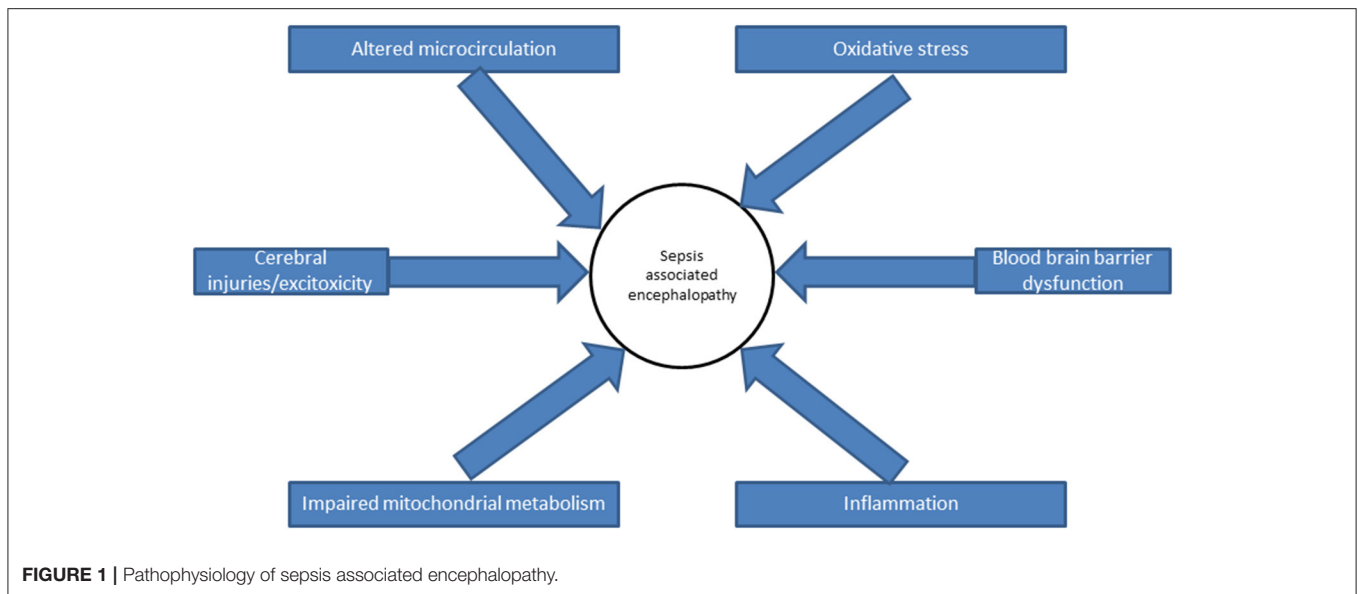 Altered microcirculation
Oxidative stress
Cerebral
injuries/excitoxicity
Sepsis
associated
encephalopathy
Blood brain barrier
dysfunction
Impaired mitochondrial metabolism
Inflammation
FIGURE 1 | Pathophysiology of sepsis associated encephalopathy.